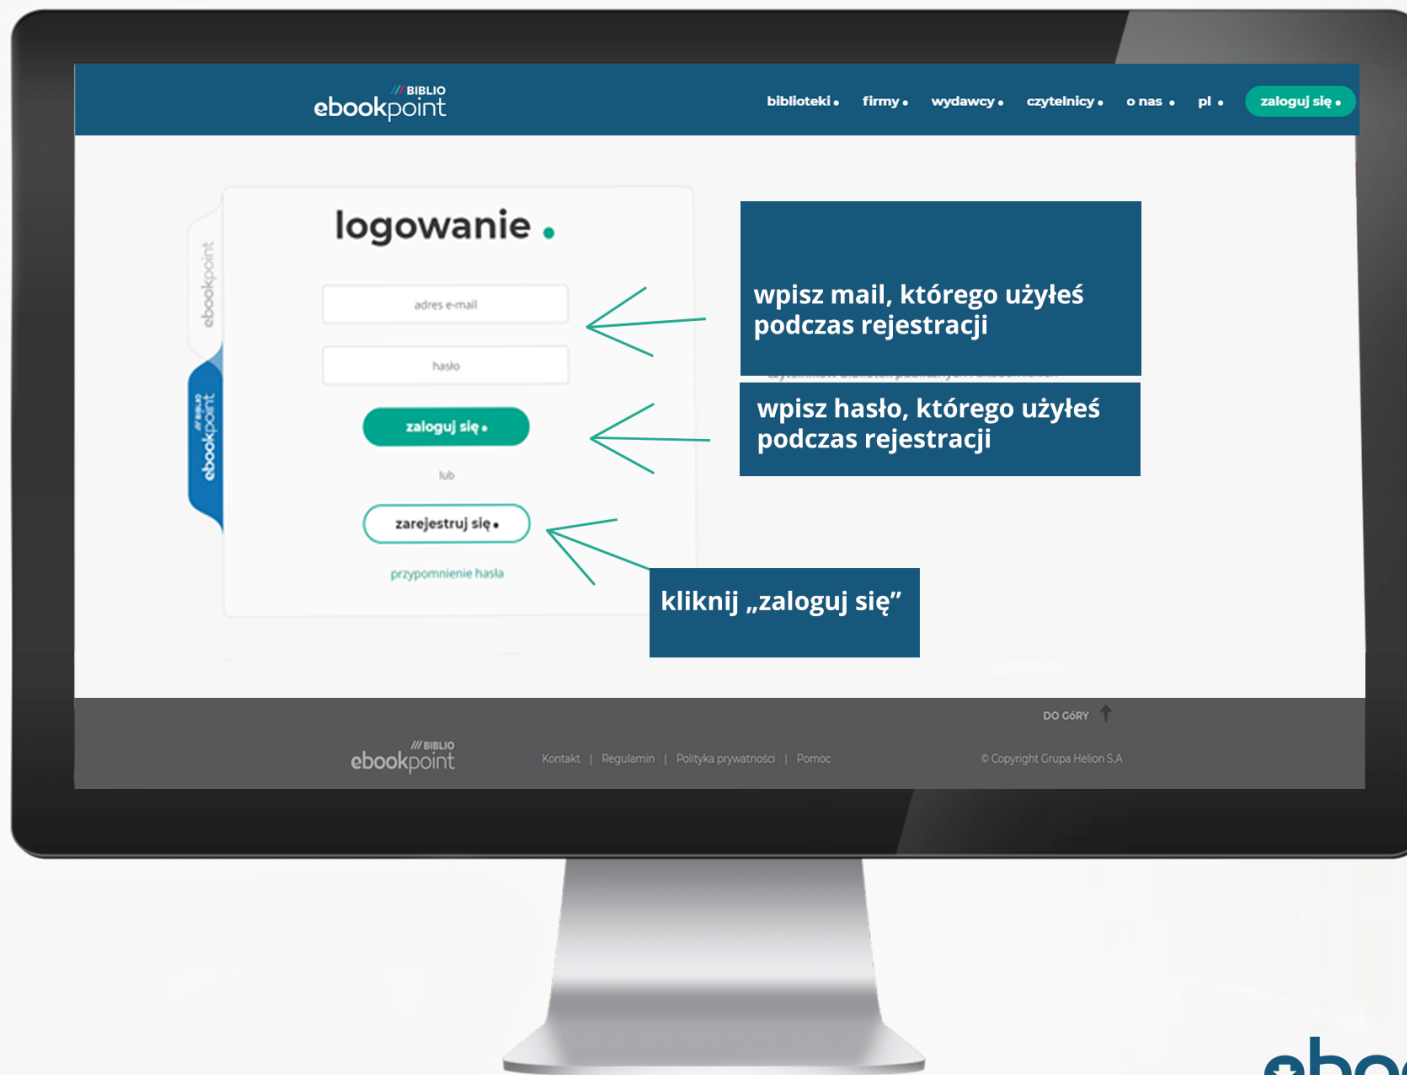 /// BIBLIO
ebookpoint
biblioteki
firmy
wydawcy
czytelnicy
o nas
pl
zaloguj się
ebookpoint
/// BIBLIO
ebookpoint
logowanie
adres e-mail
hasło
zaloguj się
lub
zarejestruj się
przypomnienie hasła
wpisz mail, którego użyłeś
podczas rejestracji
wpisz hasło, którego użyłeś
podczas rejestracji
kliknij „zaloguj się”
DO GÓRY
/// BIBLIO
ebookpoint
Kontakt | Regulamin | Polityka prywatności | Pomoc
© Copyright Grupa Helion S.A